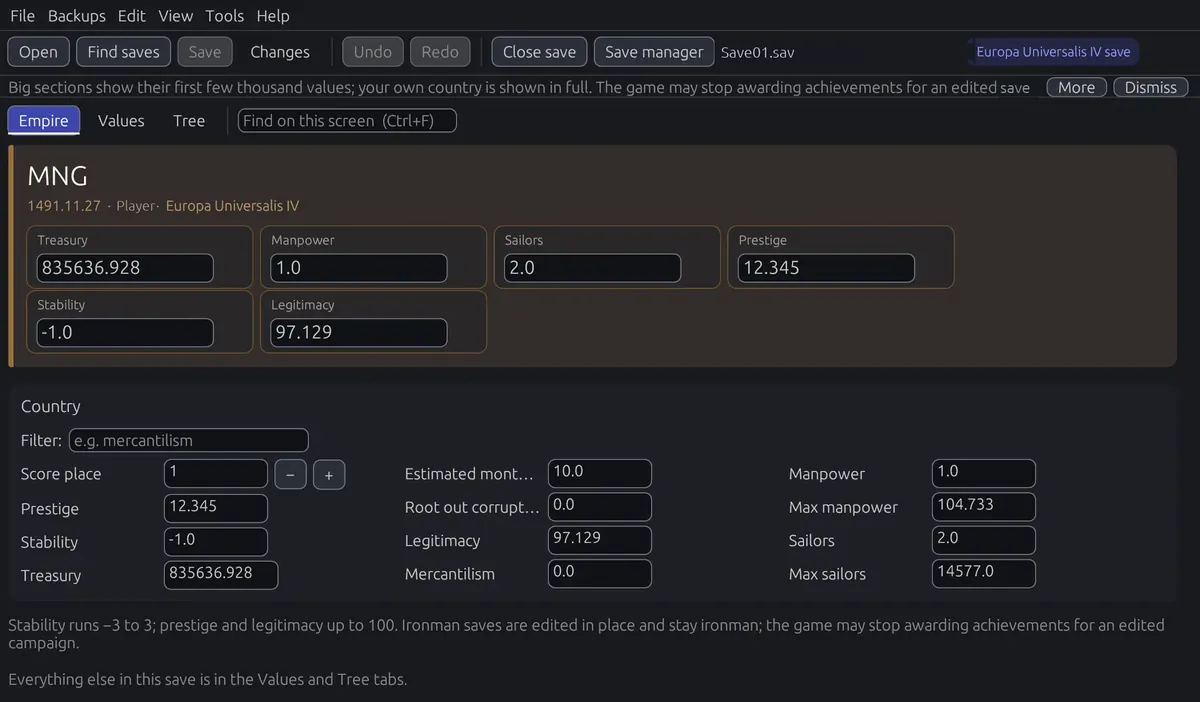 File Backups Edit View Tools Help
Open Find saves Save Changes Undo Redo Close save Save manager Save01.sav Europa Universalis IV save
Big sections show their first few thousand values; your own country is shown in full. The game may stop awarding achievements for an edited save More Dismiss
Empire Values Tree Find on this screen (Ctrl+F)
MNG
1491.11.27 · Player· Europa Universalis IV
Treasury Manpower Sailors Prestige
835636.928 1.0 2.0 12.345
Stability Legitimacy
-1.0 97.129
Country
Filter: e.g. mercantilism
Score place 1 − + Estimated mont... 10.0 Manpower 1.0
Prestige 12.345 Root out corrupt... 0.0 Max manpower 104.733
Stability -1.0 Legitimacy 97.129 Sailors 2.0
Treasury 835636.928 Mercantilism 0.0 Max sailors 14577.0
Stability runs −3 to 3; prestige and legitimacy up to 100. Ironman saves are edited in place and stay ironman; the game may stop awarding achievements for an edited
campaign.
Everything else in this save is in the Values and Tree tabs.